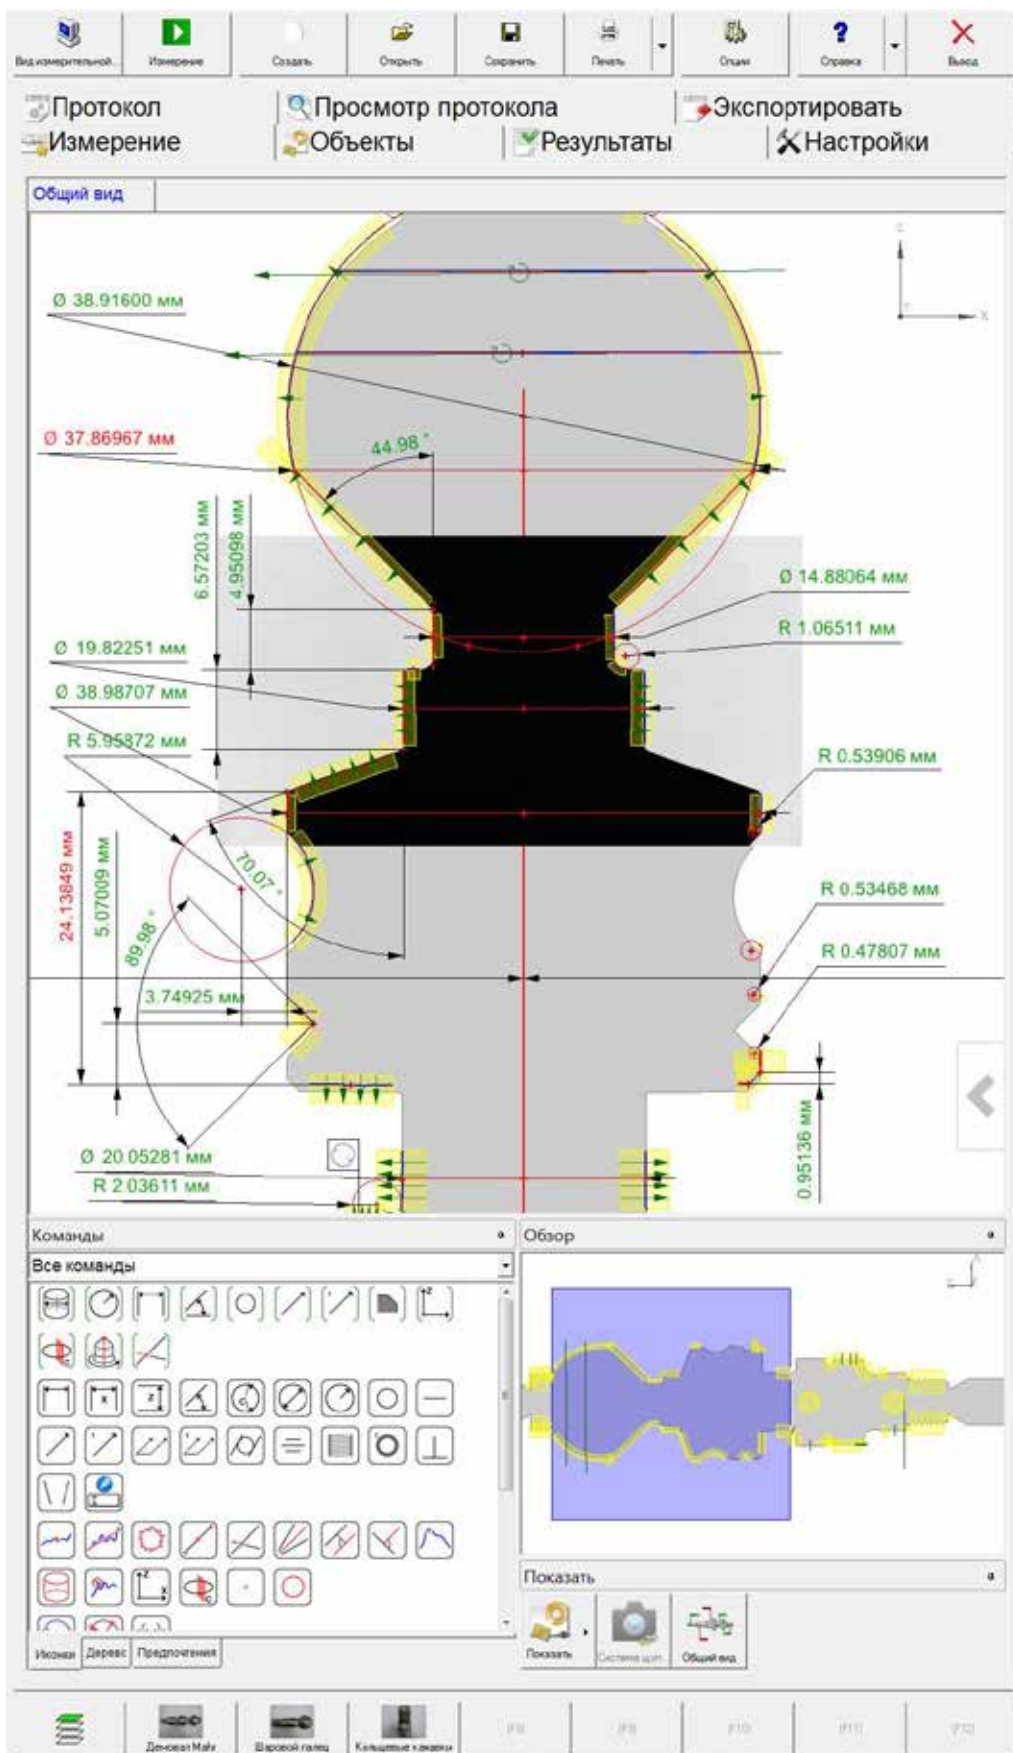 Вид измерительной...
Измерение
Создать
Открыть
Сохранить
Печать
Опции
Справка
Выход
Протокол
Просмотр протокола
Экспортировать
Измерение
Объекты
Результаты
Настройки
Общий вид
Z
X
Ø 38.91600 мм
Ø 37.86967 мм
44.98 °
6.57203 мм
4.95098 мм
Ø 14.88064 мм
R 1.06511 мм
Ø 19.82251 мм
Ø 38.98707 мм
R 5.95872 мм
R 0.53906 мм
24.13849 мм
5.07009 мм
89.98 °
70.07 °
R 0.53468 мм
R 0.47807 мм
3.74925 мм
0.95136 мм
Ø 20.05281 мм
R 2.03611 мм
Команды
Обзор
Все команды
Показать
Показать
Общий вид
Иконки
Дерево
Предпочтения
Шаровой палец
Кольцевые канавки
(F8)
(F9)
(F10)
(F11)
(F12)